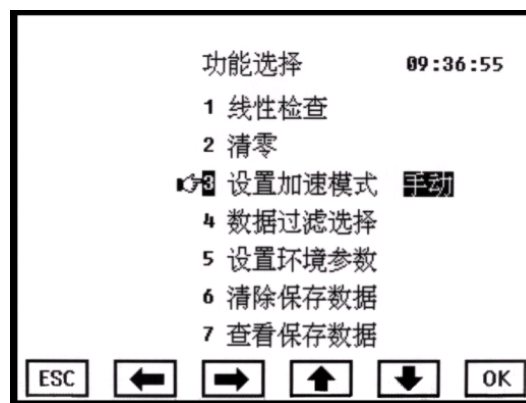 功能选择 09:36:55
1 线性检查
2 清零
3 设置加速模式 手动
4 数据过滤选择
5 设置环境参数
6 清除保存数据
7 查看保存数据
ESC OK